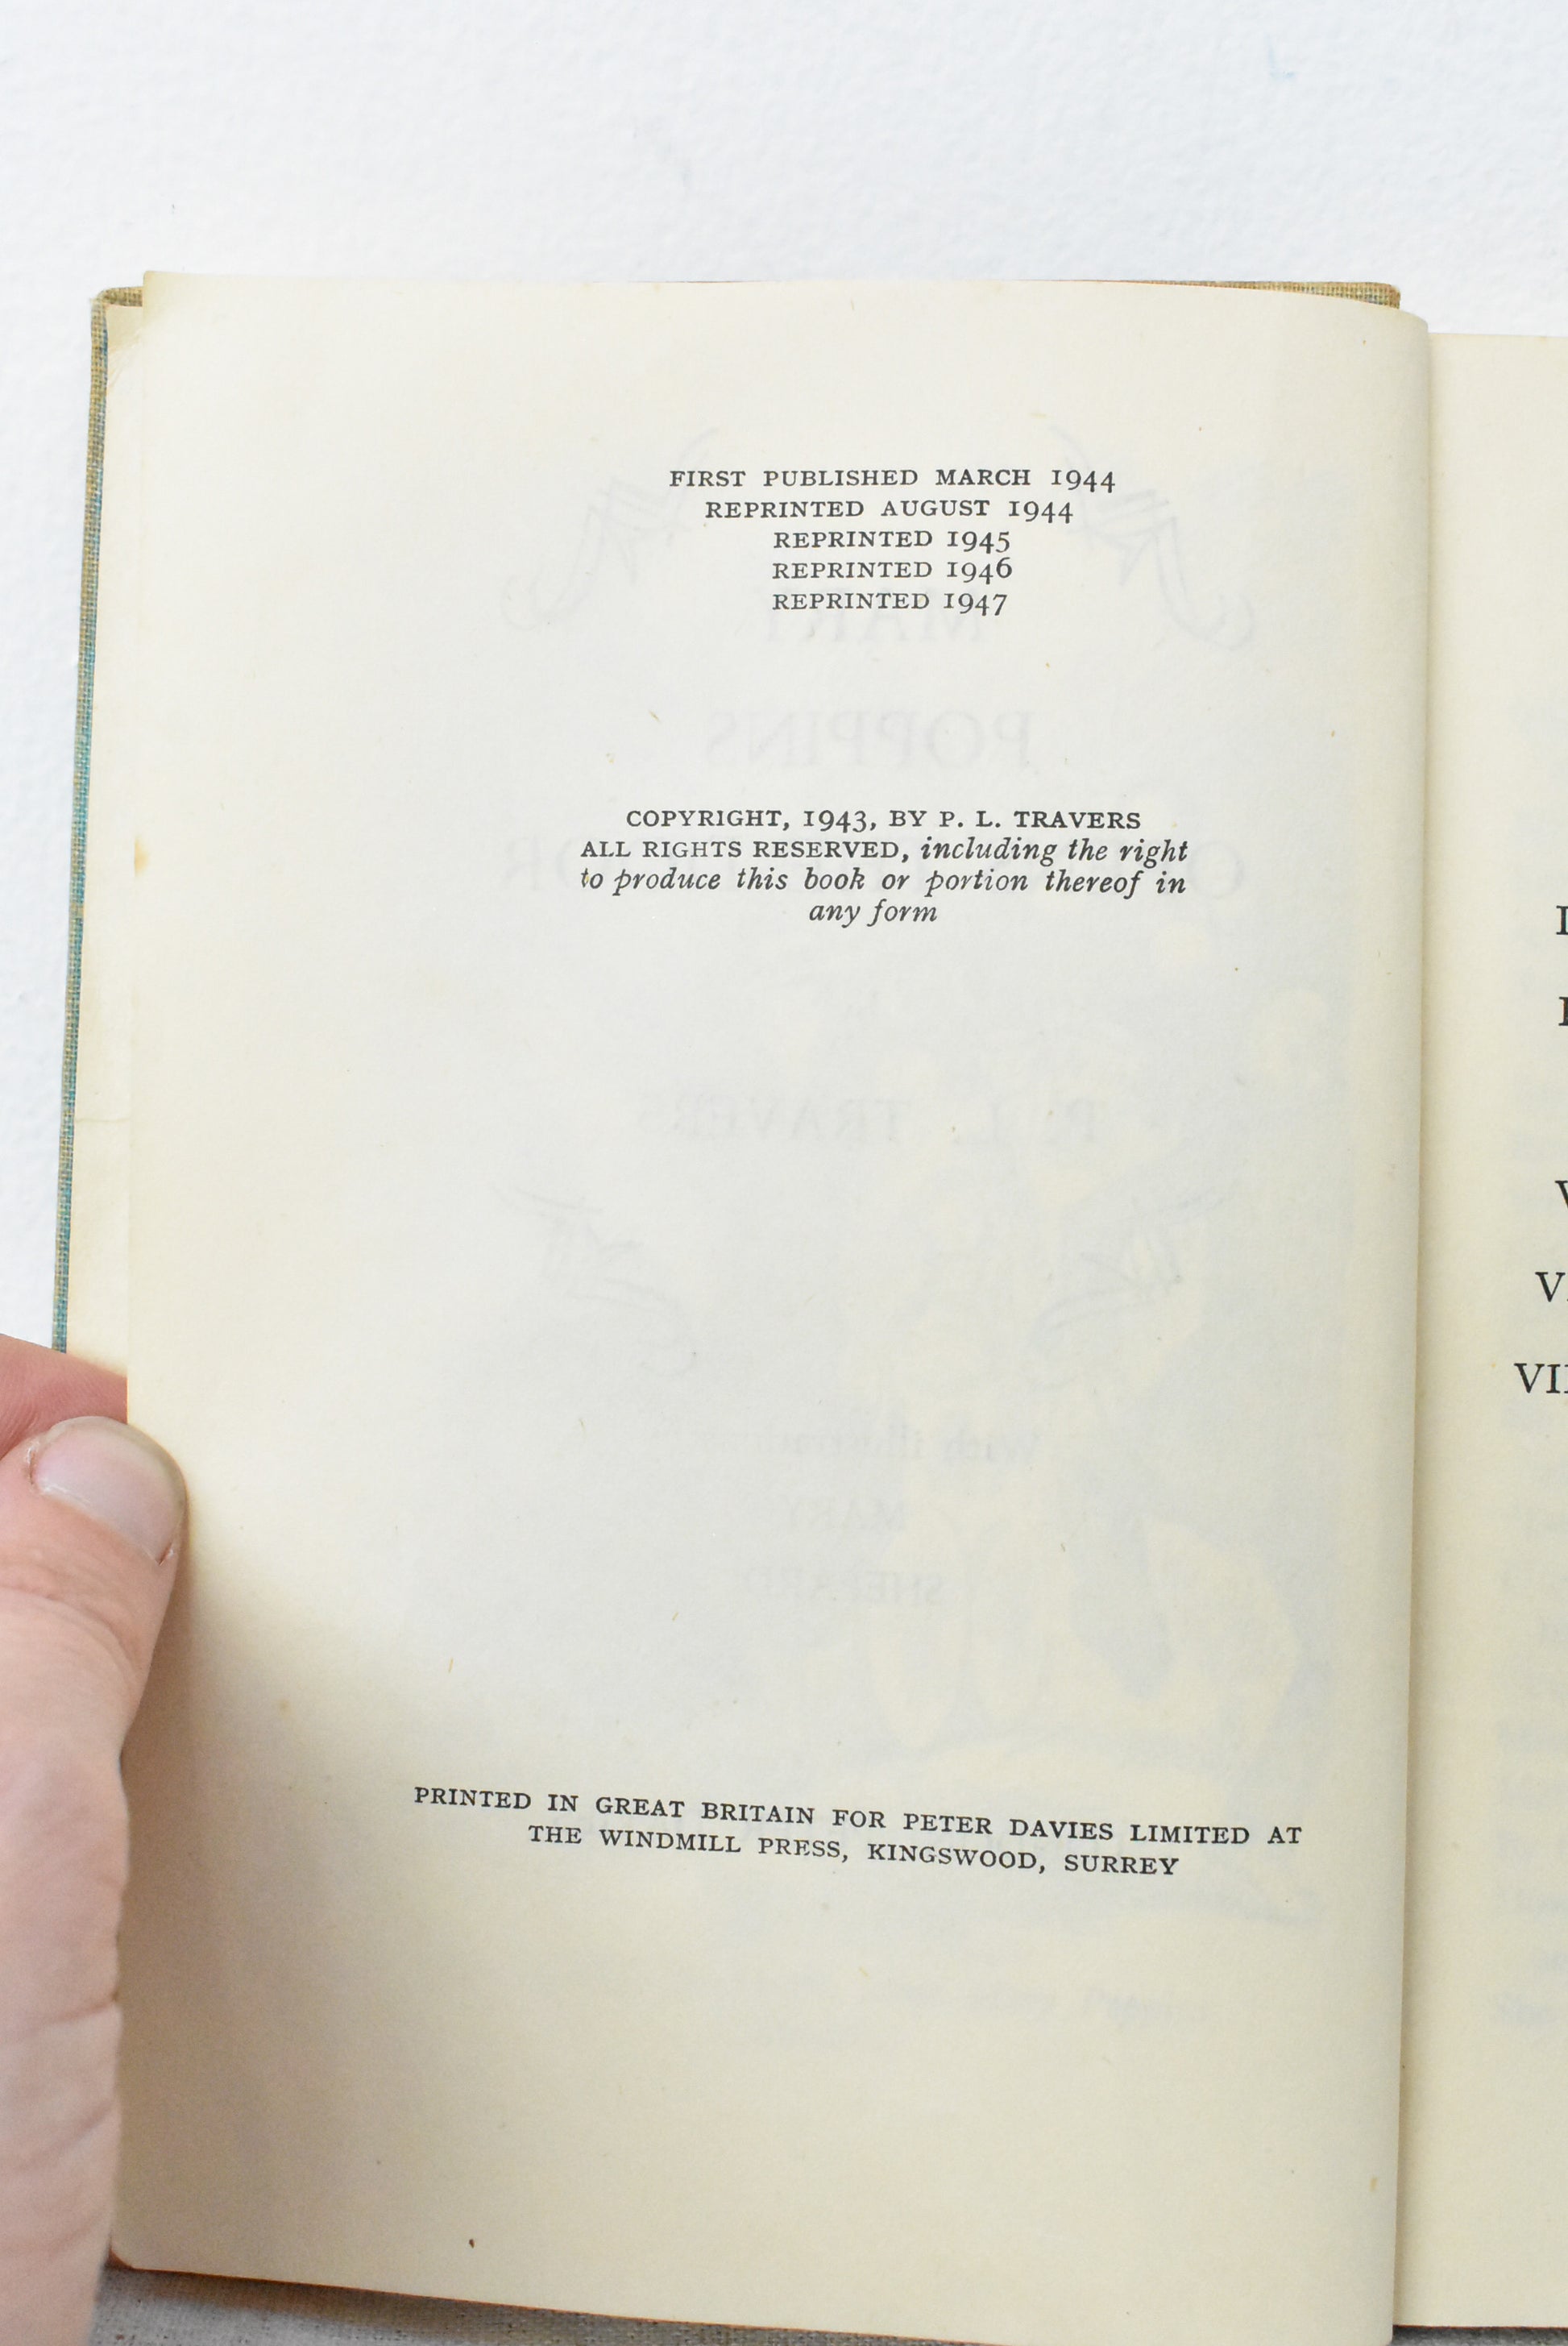 FIRST PUBLISHED MARCH 1944
REPRINTED AUGUST 1944
REPRINTED 1945
REPRINTED 1946
REPRINTED 1947
COPYRIGHT, 1943, BY P. L. TRAVERS
ALL RIGHTS RESERVED, including the right
to produce this book or portion thereof in
any form
PRINTED IN GREAT BRITAIN FOR PETER DAVIES LIMITED AT
THE WINDMILL PRESS, KINGSWOOD, SURREY